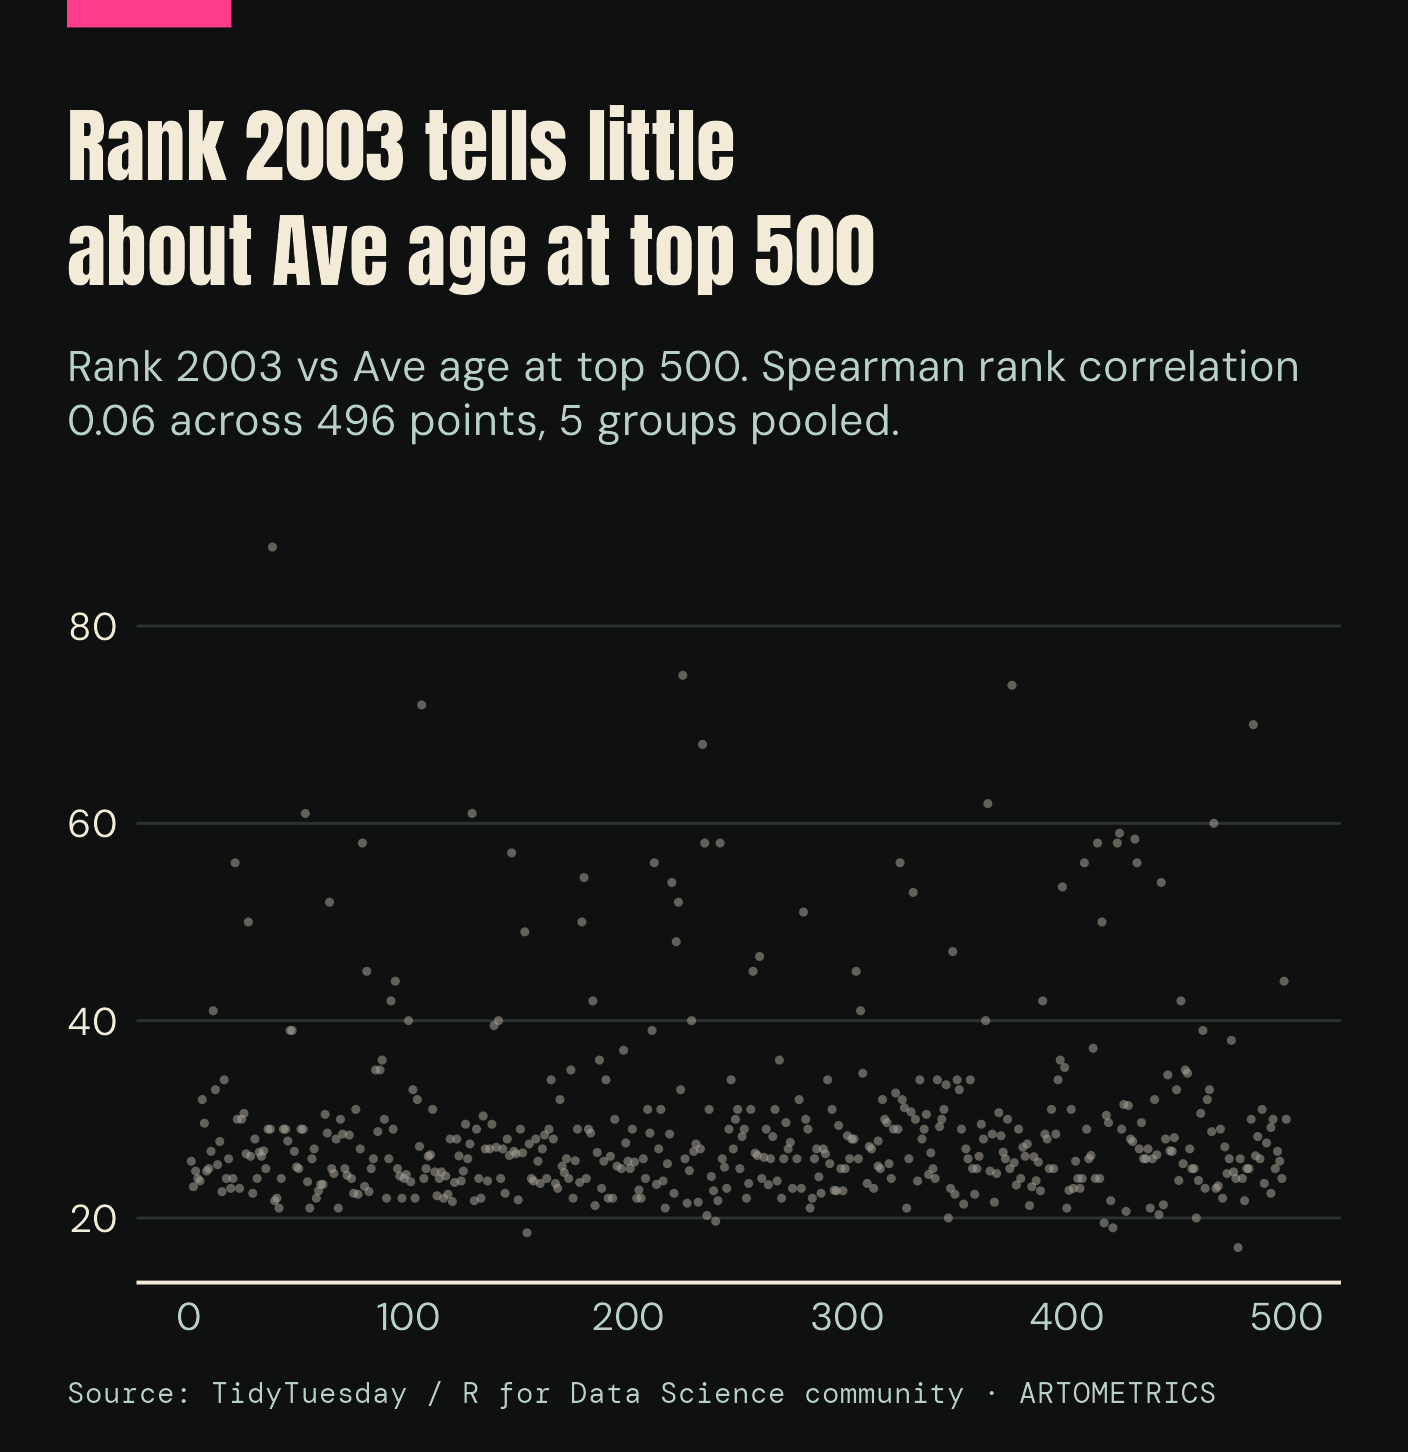 Rank 2003 tells little
about Ave age at top 500
Rank 2003 vs Ave age at top 500. Spearman rank correlation
0.06 across 496 points, 5 groups pooled.
80
60
40
20
0 100 200 300 400 500
Source: TidyTuesday / R for Data Science community · ARTOMETRICS